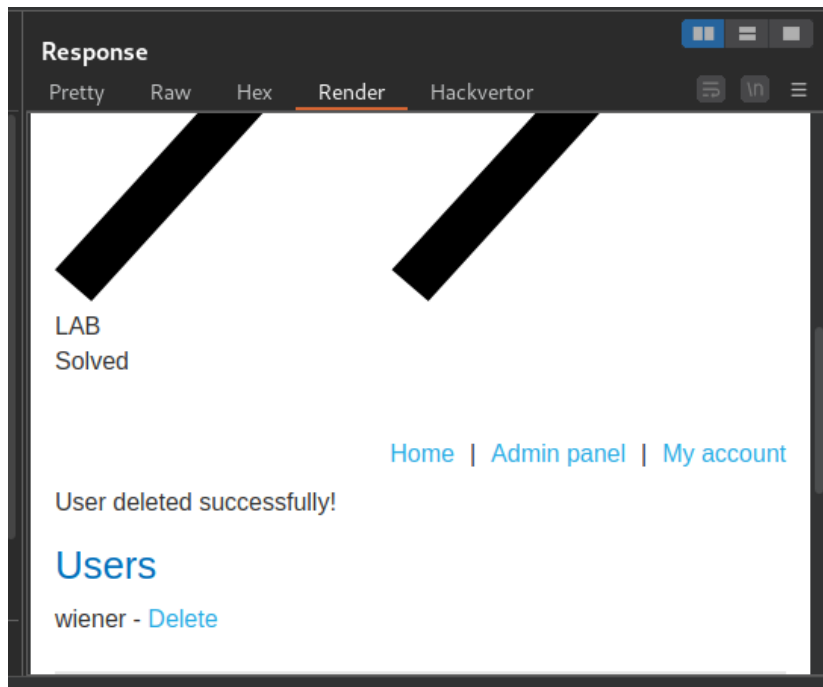 Response
Pretty Raw Hex Render Hackvertor \n
LAB
Solved
Home | Admin panel | My account
User deleted successfully!
Users
wiener - Delete